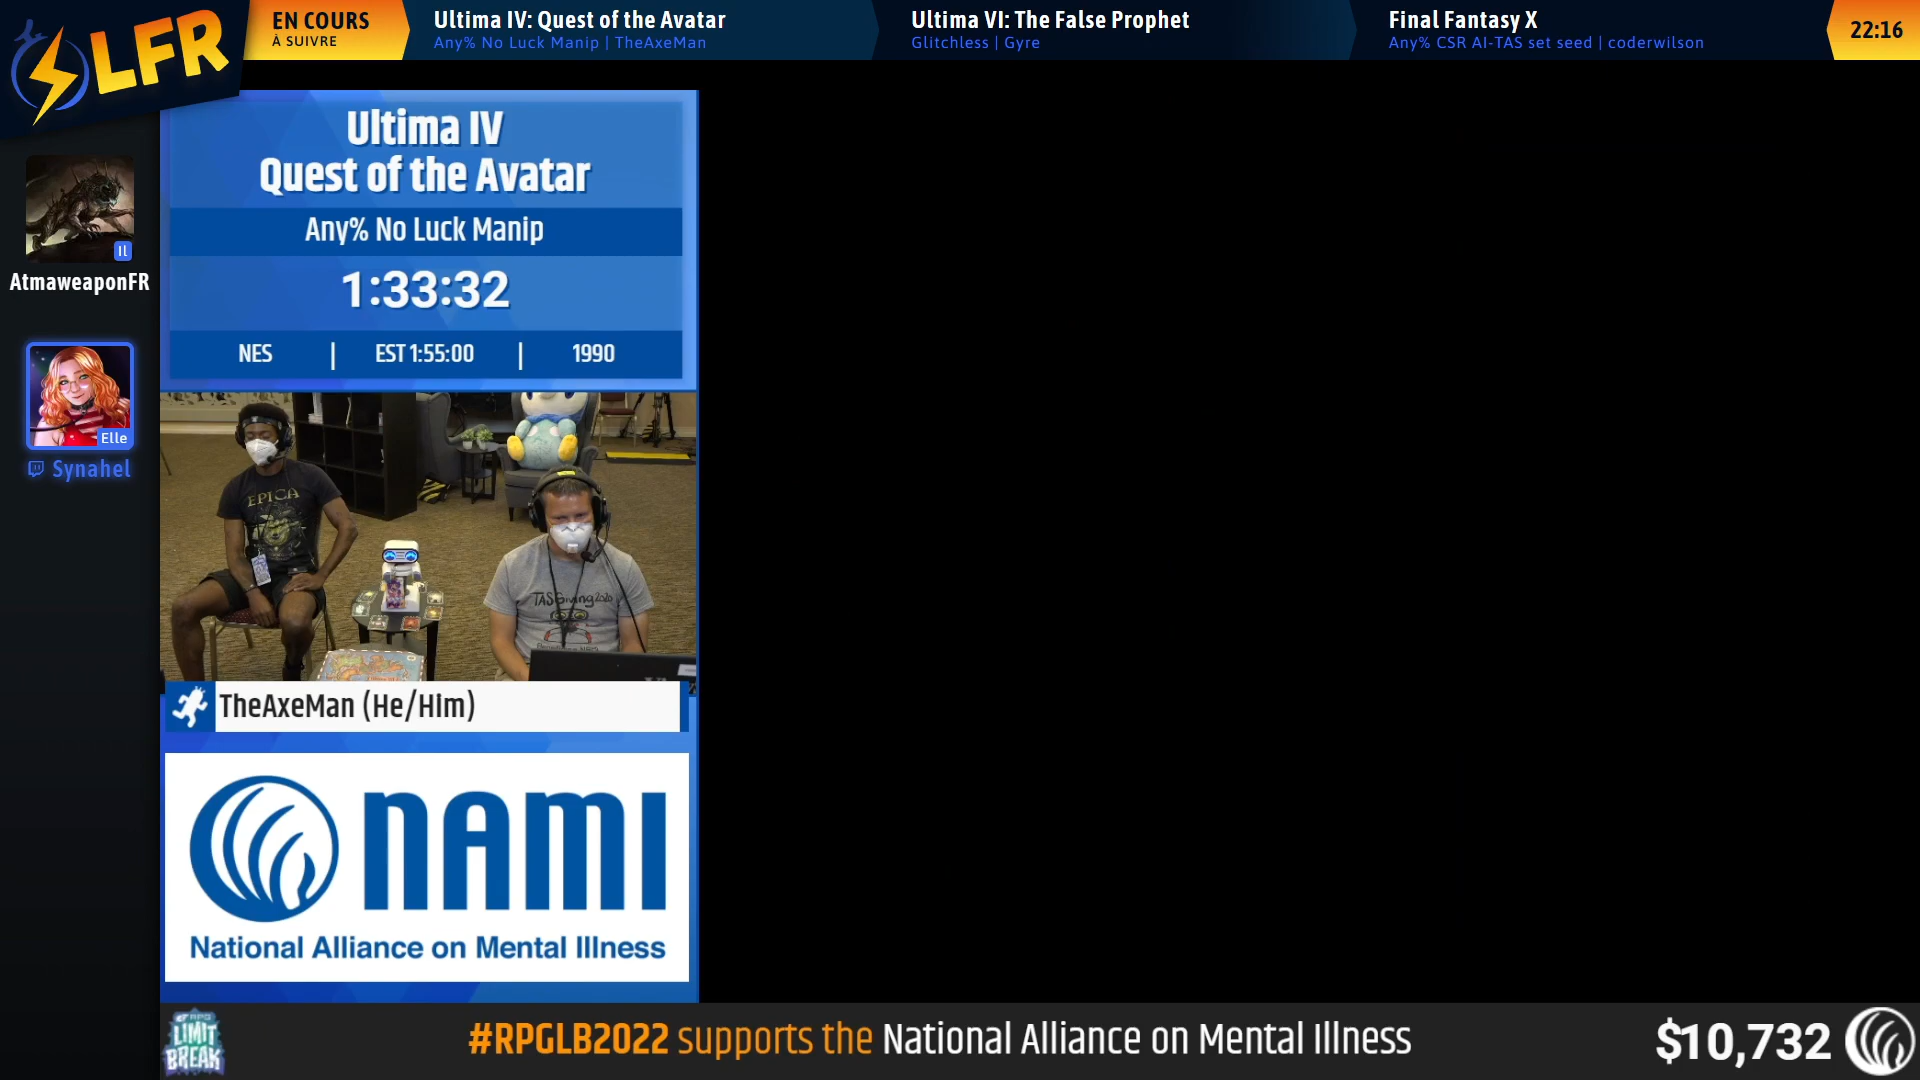 LFR
EN COURS
À SUIVRE
Ultima IV: Quest of the Avatar
Any% No Luck Manip | TheAxeMan
Ultima VI: The False Prophet
Glitchless | Gyre
Final Fantasy X
Any% CSR AI-TAS set seed | coderwilson
22:16
Il
AtmaweaponFR
Elle
Synahel
Ultima IV
Quest of the Avatar
Any% No Luck Manip
1:33:32
NES | EST 1:55:00 | 1990
EPICA
TASGiving2020
TheAxeMan (He/Him)
NAMI
National Alliance on Mental Illness
RPG
LIMIT
BREAK
#RPGLB2022 supports the National Alliance on Mental Illness
$10,732